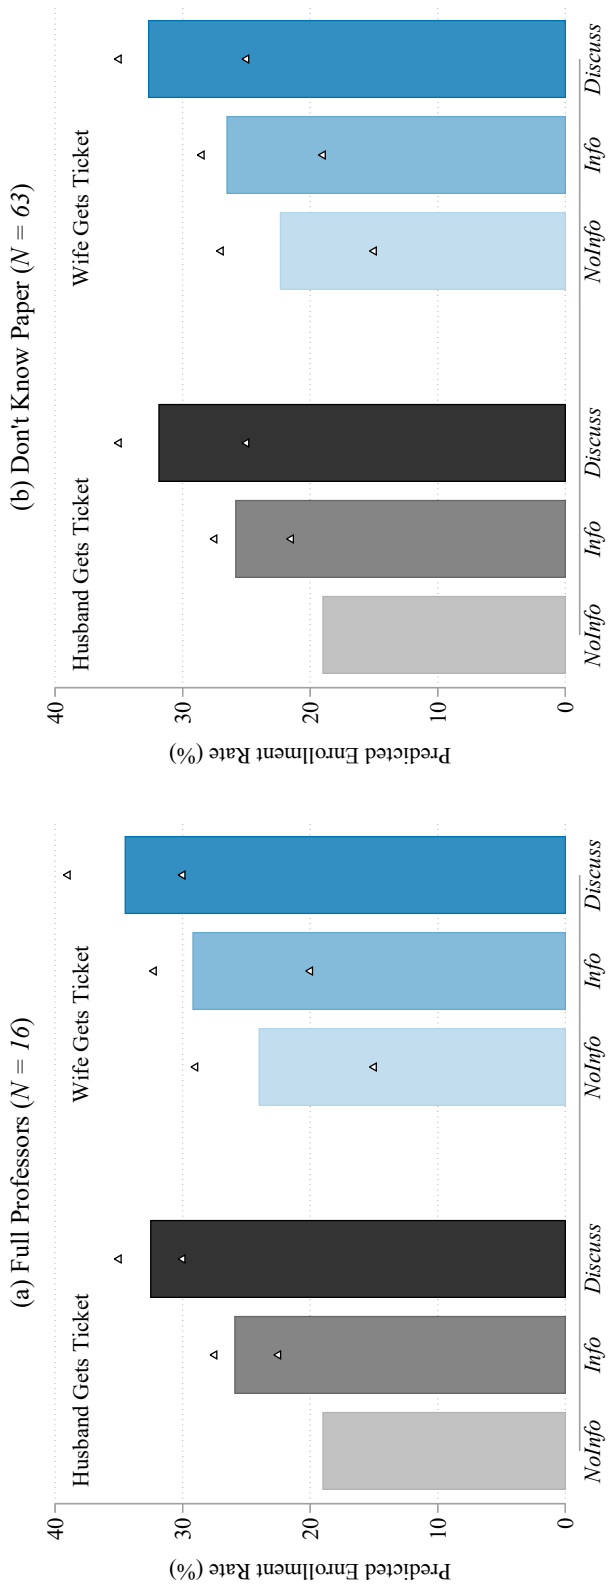 (a) Full Professors (N = 16)
Husband Gets Ticket
Wife Gets Ticket
Predicted Enrollment Rate (%)
40
30
20
10
0
NoInfo
Info
Discuss
NoInfo
Info
Discuss
(b) Don't Know Paper (N = 63)
Husband Gets Ticket
Wife Gets Ticket
Predicted Enrollment Rate (%)
40
30
20
10
0
NoInfo
Info
Discuss
NoInfo
Info
Discuss